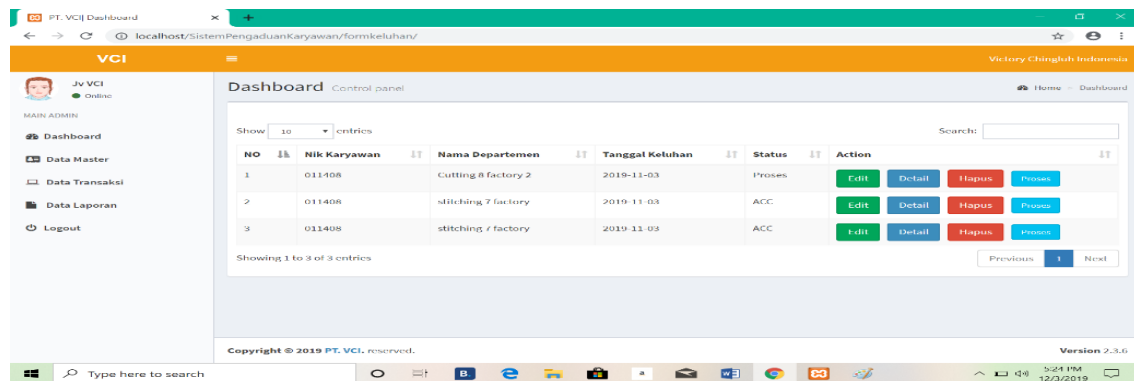 PT. VCI| Dashboard
localhost/SistemPengaduanKaryawan/formkeluhan/
VCI
Victory Chingluh Indonesia
Jv VCI
Online
Dashboard Control panel
Home > Dashboard
MAIN ADMIN
Dashboard
Data Master
Data Transaksi
Data Laporan
Logout
Show 10 entries
Search:
NO Nik Karyawan Nama Departemen Tanggal Keluhan Status Action
1 011408 Cutting 8 factory 2 2019-11-03 Proses Edit Detail Hapus Proses
2 011408 stitching 7 factory 2019-11-03 ACC Edit Detail Hapus Proses
3 011408 stitching 7 factory 2019-11-03 ACC Edit Detail Hapus Proses
Showing 1 to 3 of 3 entries
Previous 1 Next
Copyright © 2019 PT. VCI. reserved.
Version 2.3.6
Type here to search
5:24 PM
12/3/2019